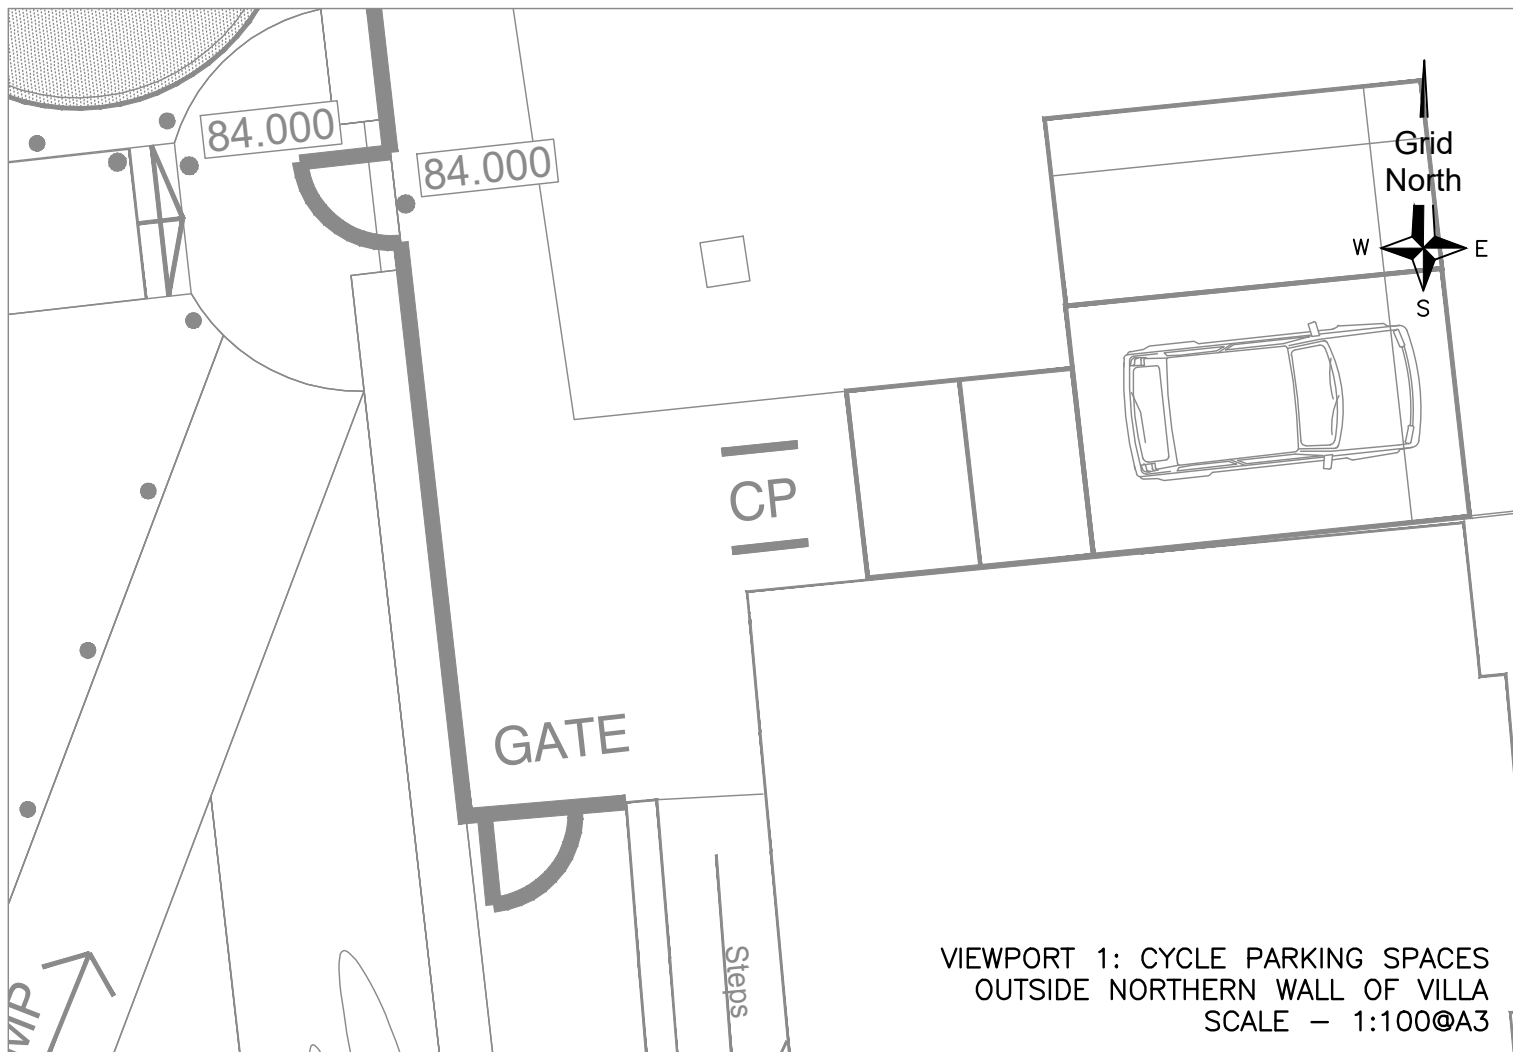 84.000
84.000
Grid
North
W
E
S
CP
GATE
Steps
VIEWPORT 1: CYCLE PARKING SPACES
OUTSIDE NORTHERN WALL OF VILLA
SCALE – 1:100@A3